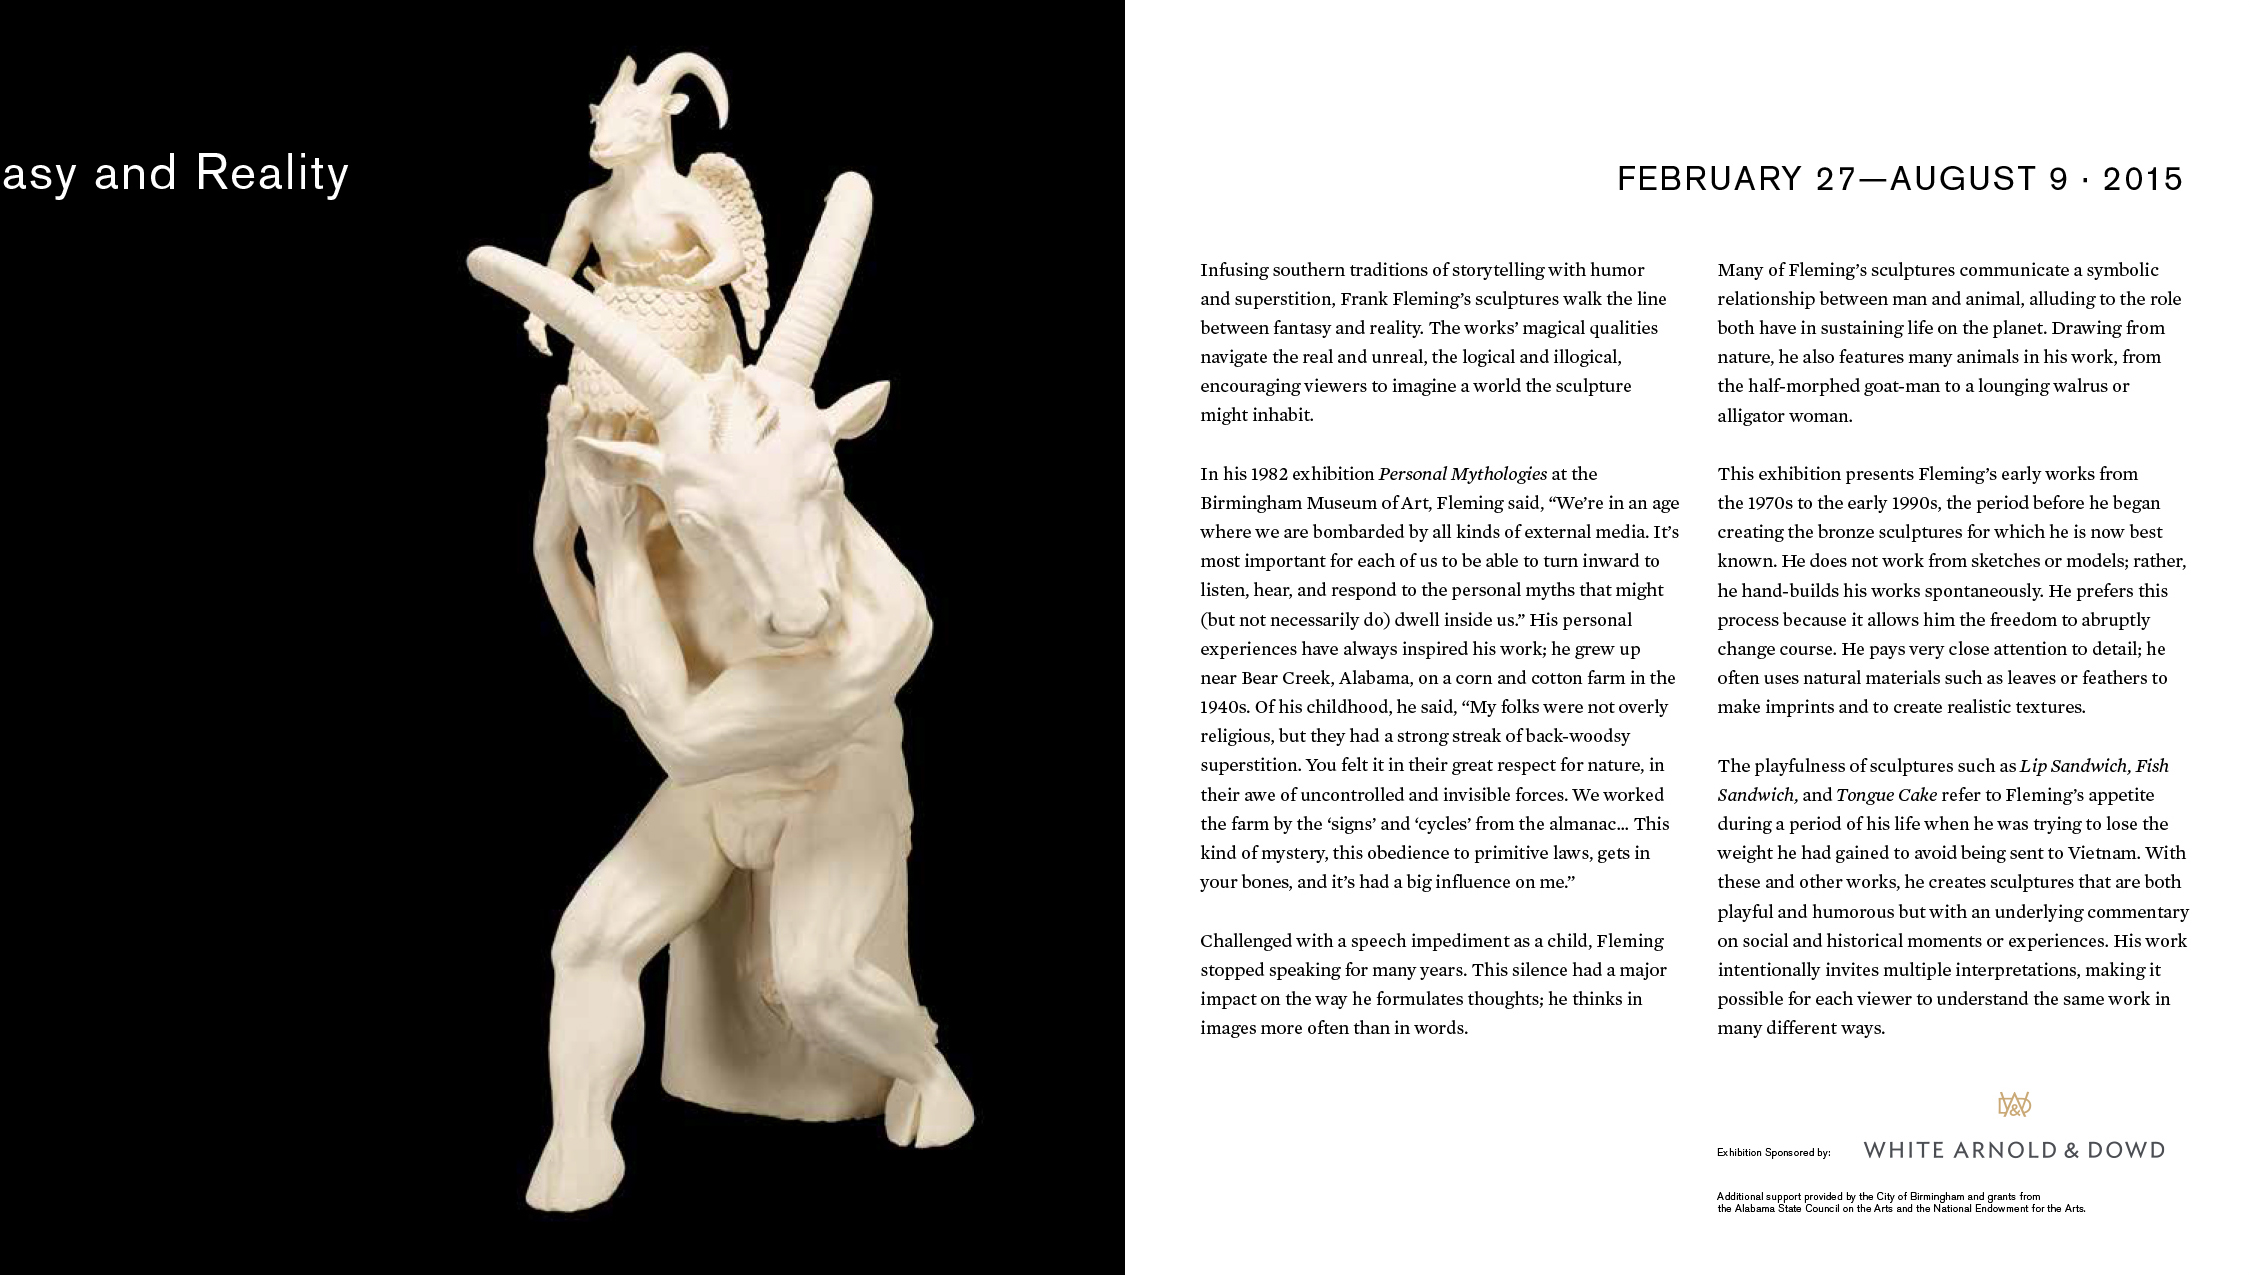 asy and Reality
FEBRUARY 27—AUGUST 9 · 2015
Infusing southern traditions of storytelling with humor
and superstition, Frank Fleming’s sculptures walk the line
between fantasy and reality. The works’ magical qualities
navigate the real and unreal, the logical and illogical,
encouraging viewers to imagine a world the sculpture
might inhabit.
In his 1982 exhibition Personal Mythologies at the
Birmingham Museum of Art, Fleming said, “We’re in an age
where we are bombarded by all kinds of external media. It’s
most important for each of us to be able to turn inward to
listen, hear, and respond to the personal myths that might
(but not necessarily do) dwell inside us.” His personal
experiences have always inspired his work; he grew up
near Bear Creek, Alabama, on a corn and cotton farm in the
1940s. Of his childhood, he said, “My folks were not overly
religious, but they had a strong streak of back-woodsy
superstition. You felt it in their great respect for nature, in
their awe of uncontrolled and invisible forces. We worked
the farm by the ‘signs’ and ‘cycles’ from the almanac... This
kind of mystery, this obedience to primitive laws, gets in
your bones, and it’s had a big influence on me.”
Challenged with a speech impediment as a child, Fleming
stopped speaking for many years. This silence had a major
impact on the way he formulates thoughts; he thinks in
images more often than in words.
Many of Fleming’s sculptures communicate a symbolic
relationship between man and animal, alluding to the role
both have in sustaining life on the planet. Drawing from
nature, he also features many animals in his work, from
the half-morphed goat-man to a lounging walrus or
alligator woman.
This exhibition presents Fleming’s early works from
the 1970s to the early 1990s, the period before he began
creating the bronze sculptures for which he is now best
known. He does not work from sketches or models; rather,
he hand-builds his works spontaneously. He prefers this
process because it allows him the freedom to abruptly
change course. He pays very close attention to detail; he
often uses natural materials such as leaves or feathers to
make imprints and to create realistic textures.
The playfulness of sculptures such as Lip Sandwich, Fish
Sandwich, and Tongue Cake refer to Fleming’s appetite
during a period of his life when he was trying to lose the
weight he had gained to avoid being sent to Vietnam. With
these and other works, he creates sculptures that are both
playful and humorous but with an underlying commentary
on social and historical moments or experiences. His work
intentionally invites multiple interpretations, making it
possible for each viewer to understand the same work in
many different ways.
WA&D
Exhibition Sponsored by: WHITE ARNOLD & DOWD
Additional support provided by the City of Birmingham and grants from
the Alabama State Council on the Arts and the National Endowment for the Arts.